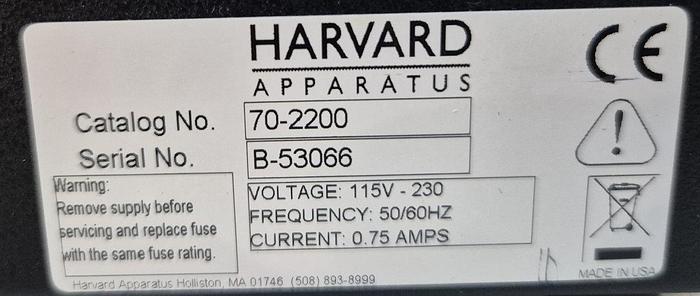 HARVARD
APPARATUS
CE
Catalog No. 70-2200
Serial No. B-53066
Warning:
Remove supply before
servicing and replace fuse
with the same fuse rating.
VOLTAGE: 115V - 230
FREQUENCY: 50/60HZ
CURRENT: 0.75 AMPS
Harvard Apparatus Holliston, MA 01746 (508) 893-8999
MADE IN USA